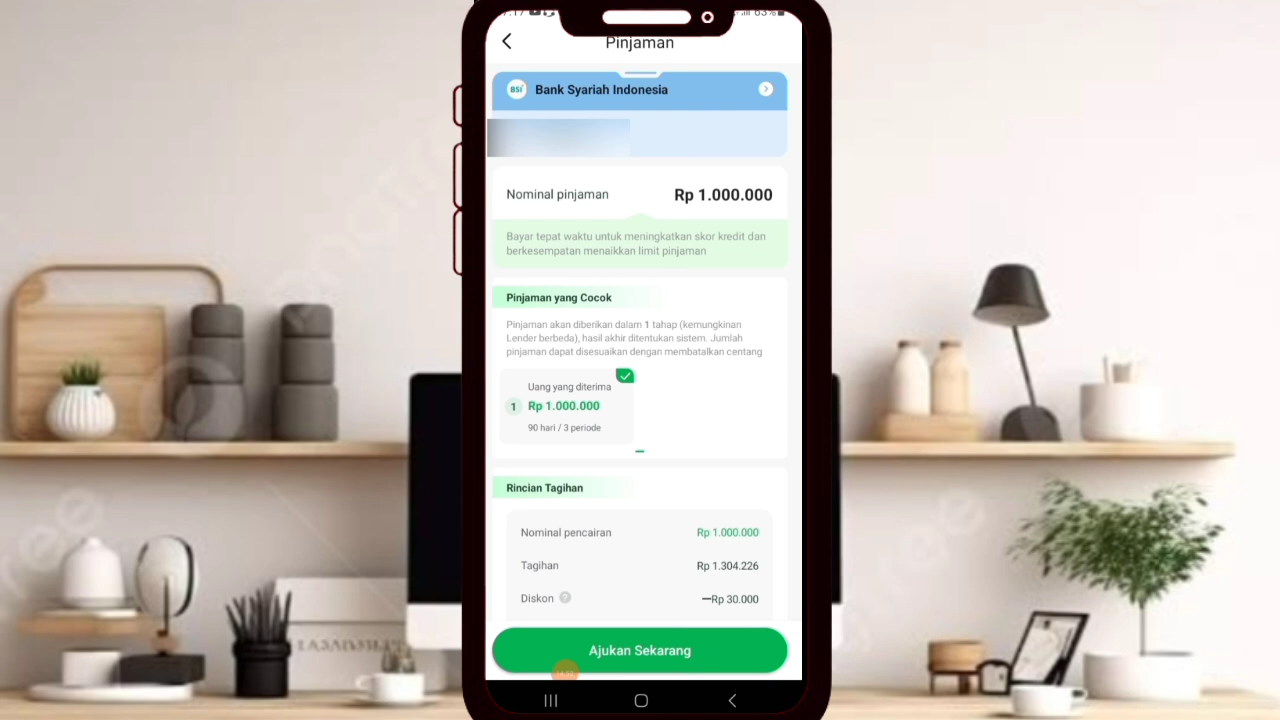 63%
Pinjaman
BSI Bank Syariah Indonesia
Nominal pinjaman Rp 1.000.000
Bayar tepat waktu untuk meningkatkan skor kredit dan
berkesempatan menaikkan limit pinjaman
Pinjaman yang Cocok
Pinjaman akan diberikan dalam 1 tahap (kemungkinan
Lender berbeda), hasil akhir ditentukan sistem. Jumlah
pinjaman dapat disesuaikan dengan membatalkan centang
Uang yang diterima
1 Rp 1.000.000
90 hari / 3 periode
Rincian Tagihan
Nominal pencairan Rp 1.000.000
Tagihan Rp 1.304.226
Diskon ? —Rp 30.000
Ajukan Sekarang